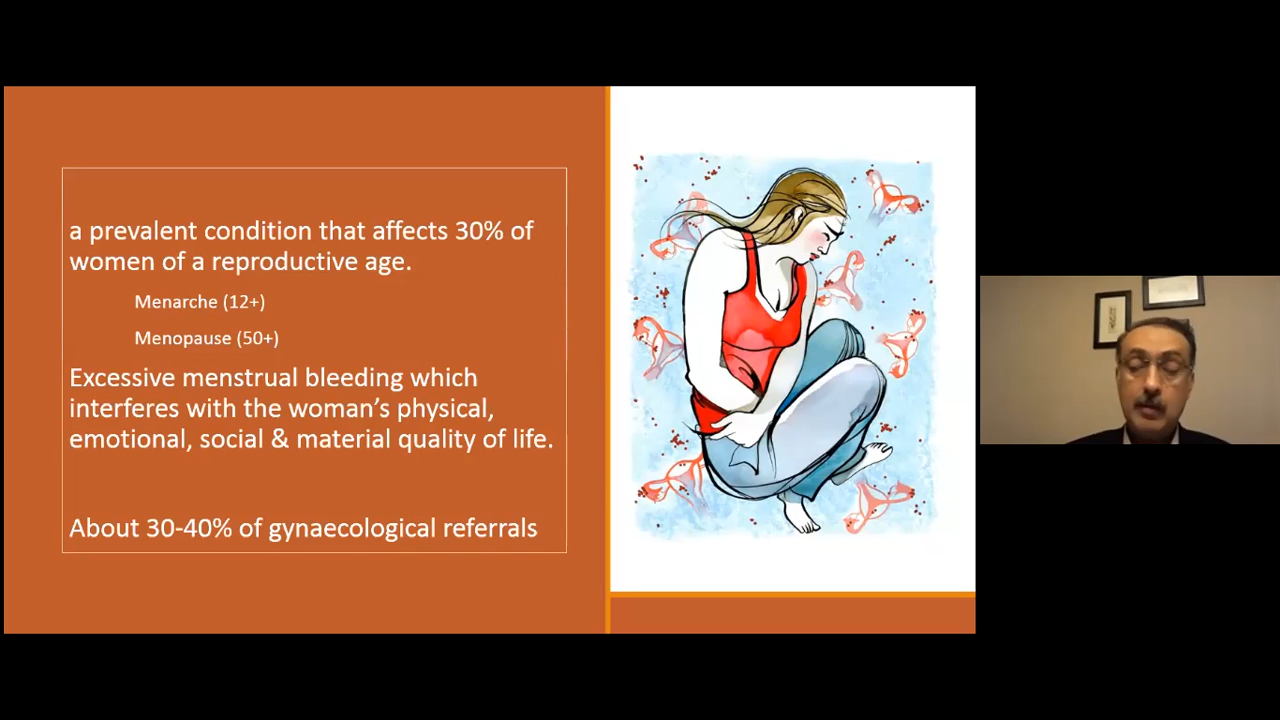 a prevalent condition that affects 30% of
women of a reproductive age.
Menarche (12+)
Menopause (50+)
Excessive menstrual bleeding which
interferes with the woman’s physical,
emotional, social & material quality of life.
About 30-40% of gynaecological referrals